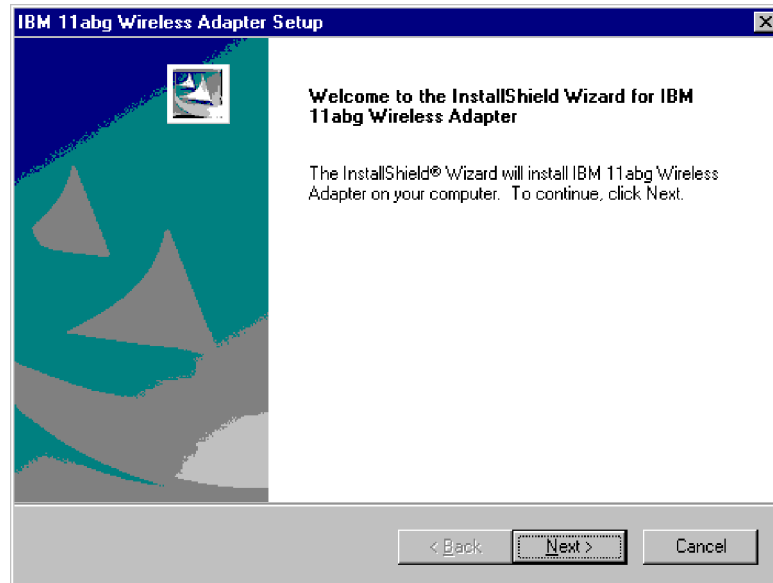 IBM 11abg Wireless Adapter Setup
Welcome to the InstallShield Wizard for IBM
11abg Wireless Adapter
The InstallShield® Wizard will install IBM 11abg Wireless
Adapter on your computer. To continue, click Next.
< Back Next > Cancel